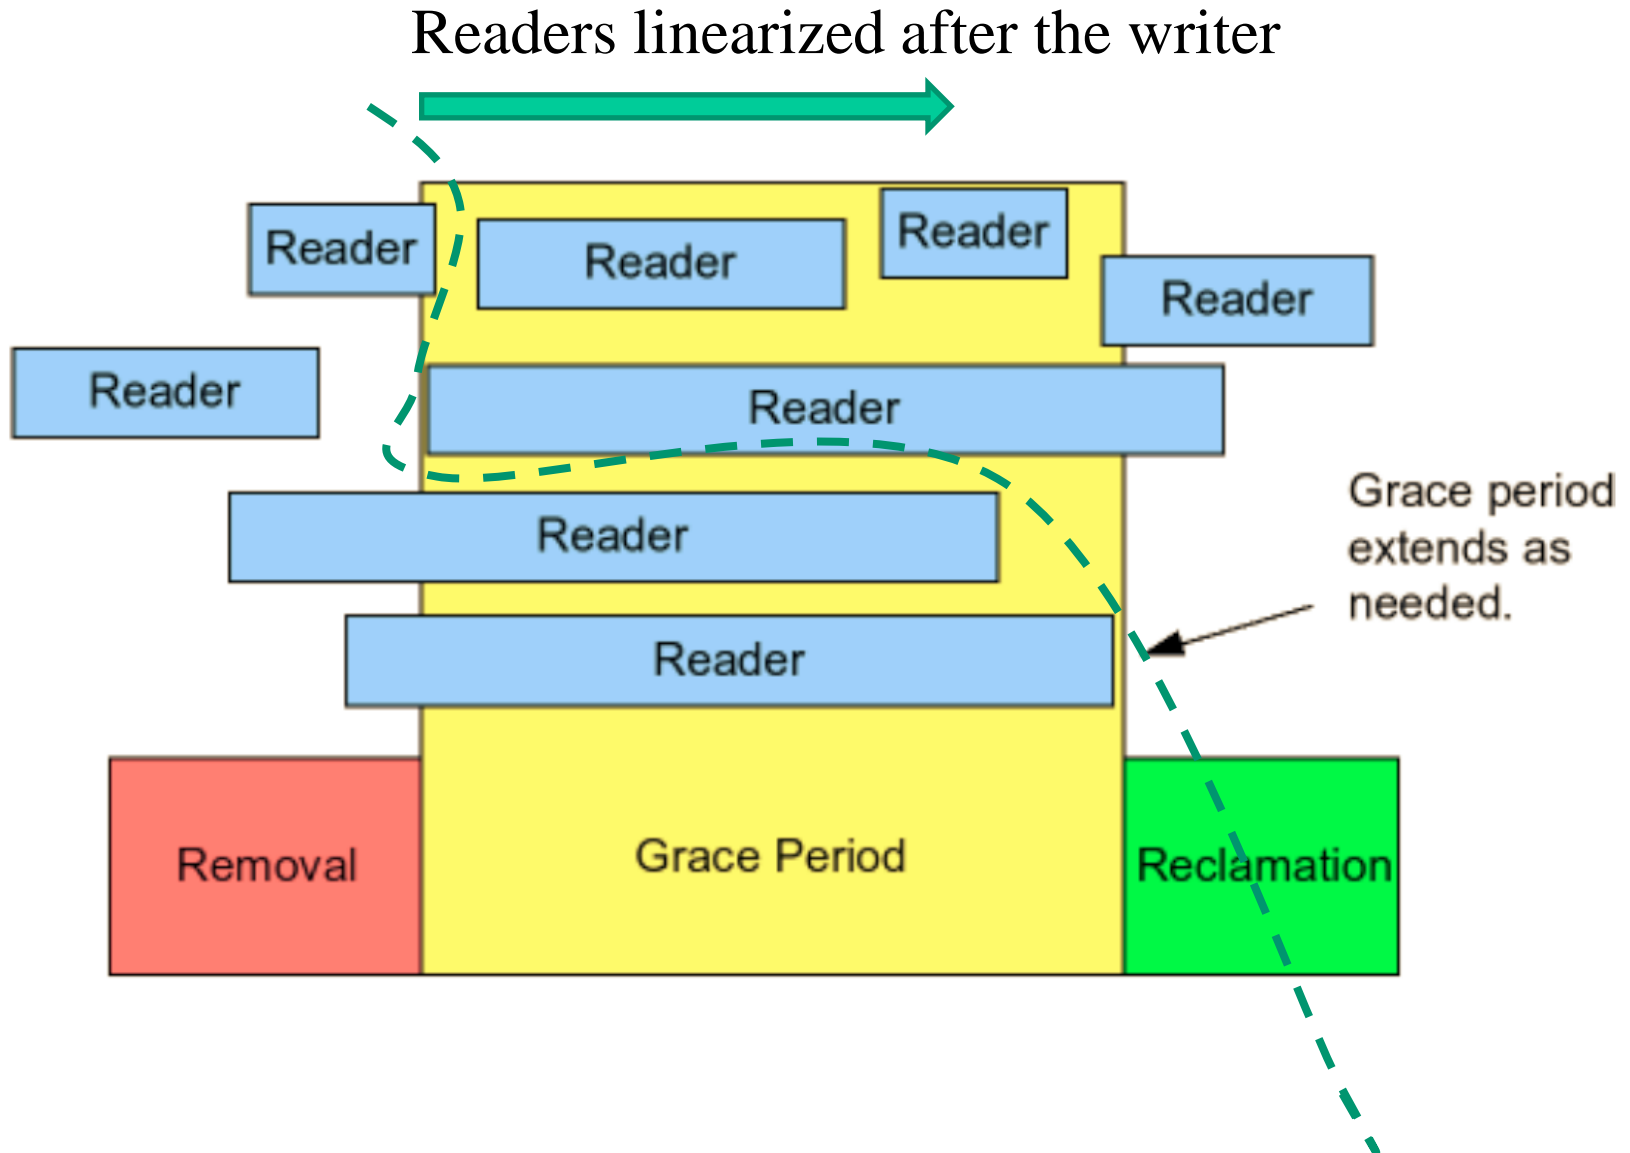 Readers linearized after the writer
Reader
Reader
Reader
Reader
Reader
Reader
Reader
Reader
Grace period
extends as
needed.
Removal
Grace Period
Reclamation